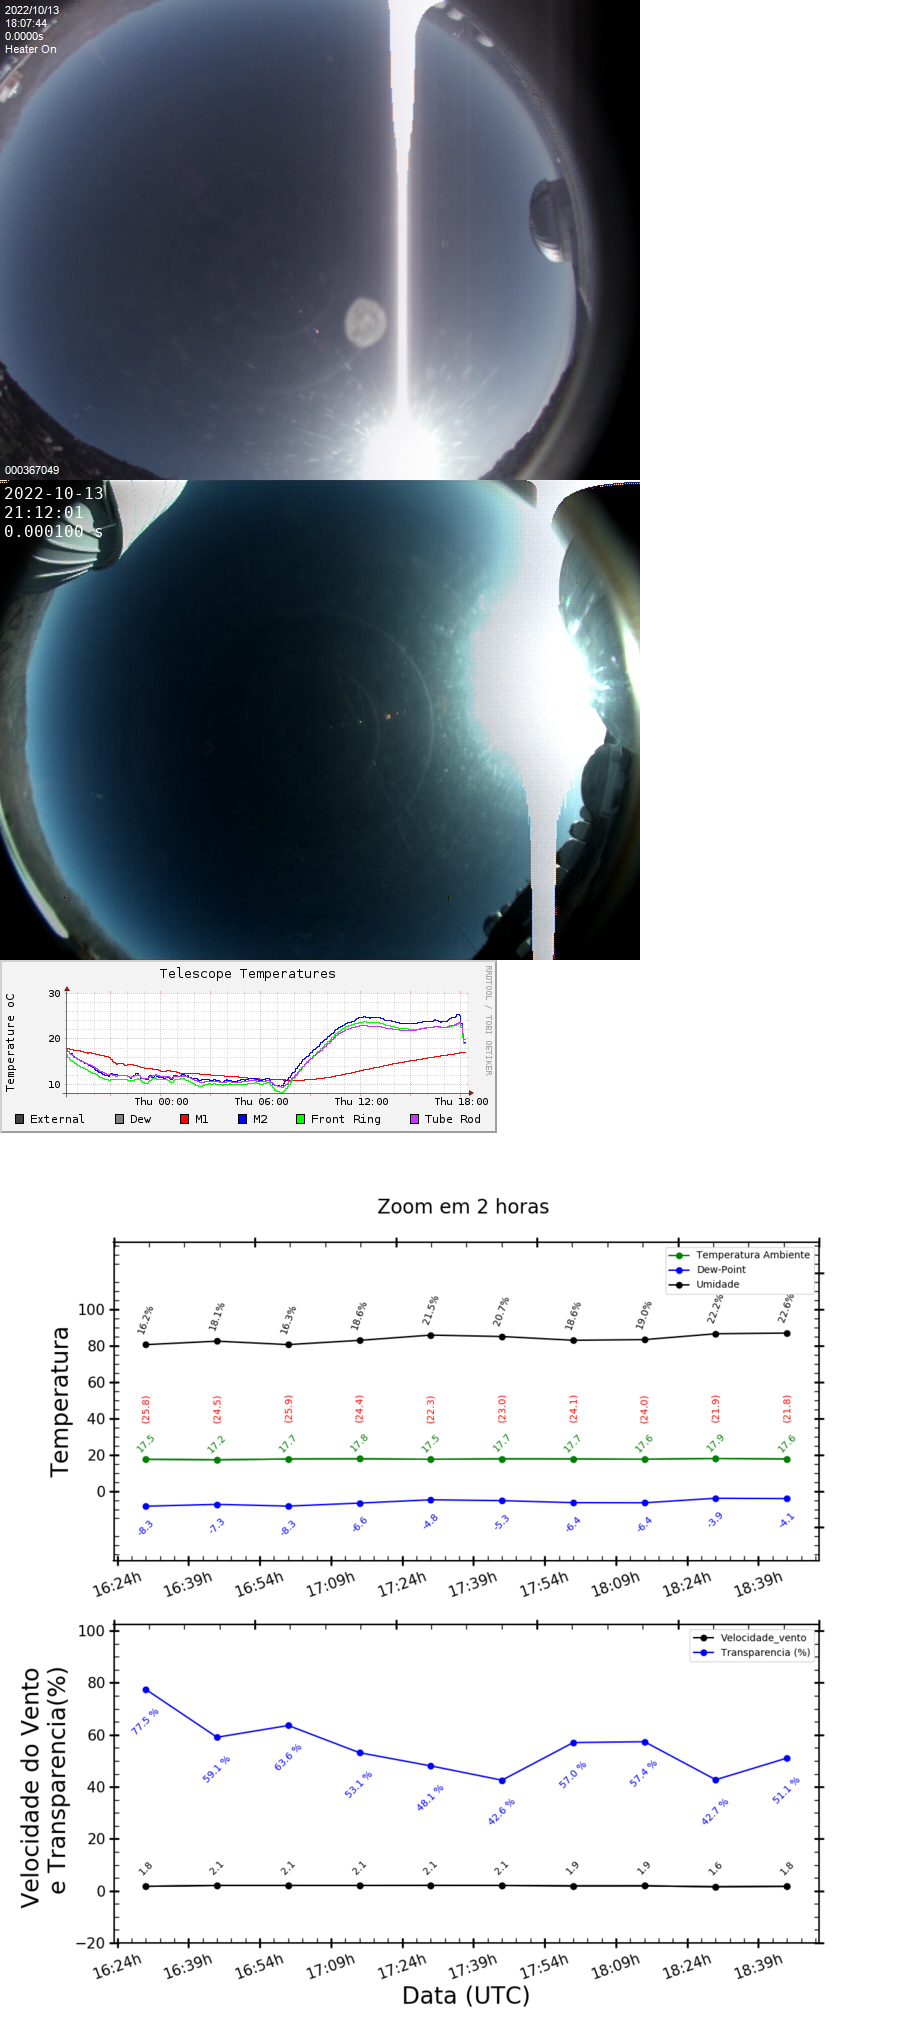 2022/10/13
18:07:44
0.0000s
Heater On
000367049
2022-10-13
21:12:01
0.000100 s
Telescope Temperatures
RRDTOOL / TOBI OETIKER
Temperature oC
30
20
10
Thu 00:00 Thu 06:00 Thu 12:00 Thu 18:00
External Dew M1 M2 Front Ring Tube Rod
Zoom em 2 horas
Temperatura Ambiente
Dew-Point
Umidade
Temperatura
100
80
60
40
20
0
16.2% 18.1% 16.3% 18.6% 21.5% 20.7% 18.6% 19.0% 22.2% 22.6%
(25.8) (24.5) (25.9) (24.4) (22.3) (23.0) (24.1) (24.0) (21.9) (21.8)
17.5 17.2 17.7 17.8 17.5 17.7 17.7 17.6 17.9 17.6
-8.3 -7.3 -8.3 -6.6 -4.8 -5.3 -6.4 -6.4 -3.9 -4.1
16:24h 16:39h 16:54h 17:09h 17:24h 17:39h 17:54h 18:09h 18:24h 18:39h
Velocidade_vento
Transparencia (%)
Velocidade do Vento
e Transparencia(%)
100
80
60
40
20
0
−20
77.5 % 59.1 % 63.6 % 53.1 % 48.1 % 42.6 % 57.0 % 57.4 % 42.7 % 51.1 %
1.8 2.1 2.1 2.1 2.1 2.1 1.9 1.9 1.6 1.8
16:24h 16:39h 16:54h 17:09h 17:24h 17:39h 17:54h 18:09h 18:24h 18:39h
Data (UTC)